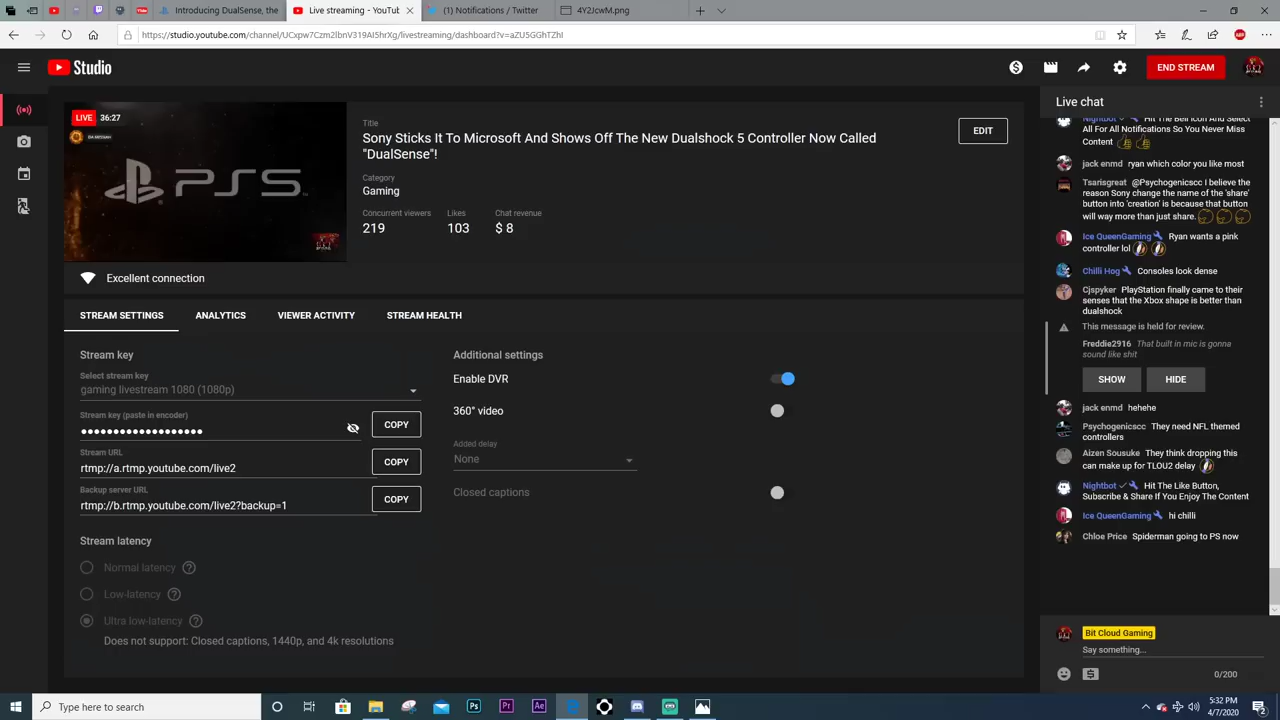 Introducing DualSense, the
Live streaming - YouTu
(1) Notifications / Twitter
4Y2JcwM.png
https://studio.youtube.com/channel/UCxpw7Czm2lbnV319AI5hrXg/livestreaming/dashboard?v=aZU5GGhTZhI
Studio
END STREAM
LIVE 36:27
PS5
Title
Sony Sticks It To Microsoft And Shows Off The New Dualshock 5 Controller Now Called
"DualSense"!
EDIT
Category
Gaming
Concurrent viewers Likes Chat revenue
219 103 $ 8
Excellent connection
STREAM SETTINGS ANALYTICS VIEWER ACTIVITY STREAM HEALTH
Stream key
Select stream key
gaming livestream 1080 (1080p)
Stream key (paste in encoder)
COPY
Stream URL
rtmp://a.rtmp.youtube.com/live2
COPY
Backup server URL
rtmp://b.rtmp.youtube.com/live2?backup=1
COPY
Stream latency
Normal latency
Low-latency
Ultra low-latency
Does not support: Closed captions, 1440p, and 4k resolutions
Additional settings
Enable DVR
360° video
Added delay
None
Closed captions
Live chat
Nightbot Hit The Bell Icon And Select
All For All Notifications So You Never Miss
Content
jack enmd ryan which color you like most
Tsarisgreat @Psychogenicscc I believe the
reason Sony change the name of the 'share'
button into 'creation' is because that button
will way more than just share.
Ice QueenGaming Ryan wants a pink
controller lol
Chilli Hog Consoles look dense
Cjspyker PlayStation finally came to their
senses that the Xbox shape is better than
dualshock
This message is held for review.
Freddie2916 That built in mic is gonna
sound like shit
SHOW HIDE
jack enmd hehehe
Psychogenicscc They need NFL themed
controllers
Aizen Sousuke They think dropping this
can make up for TLOU2 delay
Nightbot Hit The Like Button,
Subscribe & Share If You Enjoy The Content
Ice QueenGaming hi chilli
Chloe Price Spiderman going to PS now
Bit Cloud Gaming
Say something...
0/200
Type here to search
5:32 PM
4/7/2020